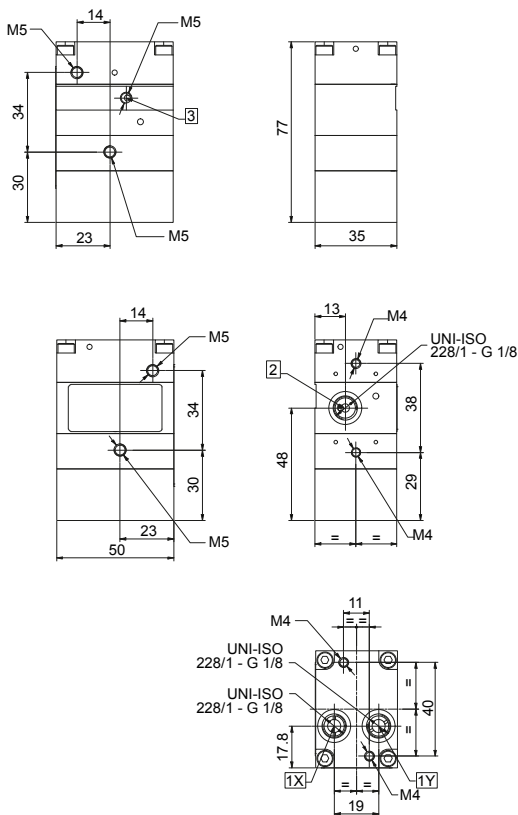 14
M5
M5
34
3
30
23
M5
77
35
14
M5
34
30
23
M5
50
13
M4
UNI-ISO
228/1 - G 1/8
2
38
48
29
= =
M4
11
M4
= =
UNI-ISO
228/1 - G 1/8
UNI-ISO
228/1 - G 1/8
=
40
=
17.8
1X
= =
1Y
M4
19